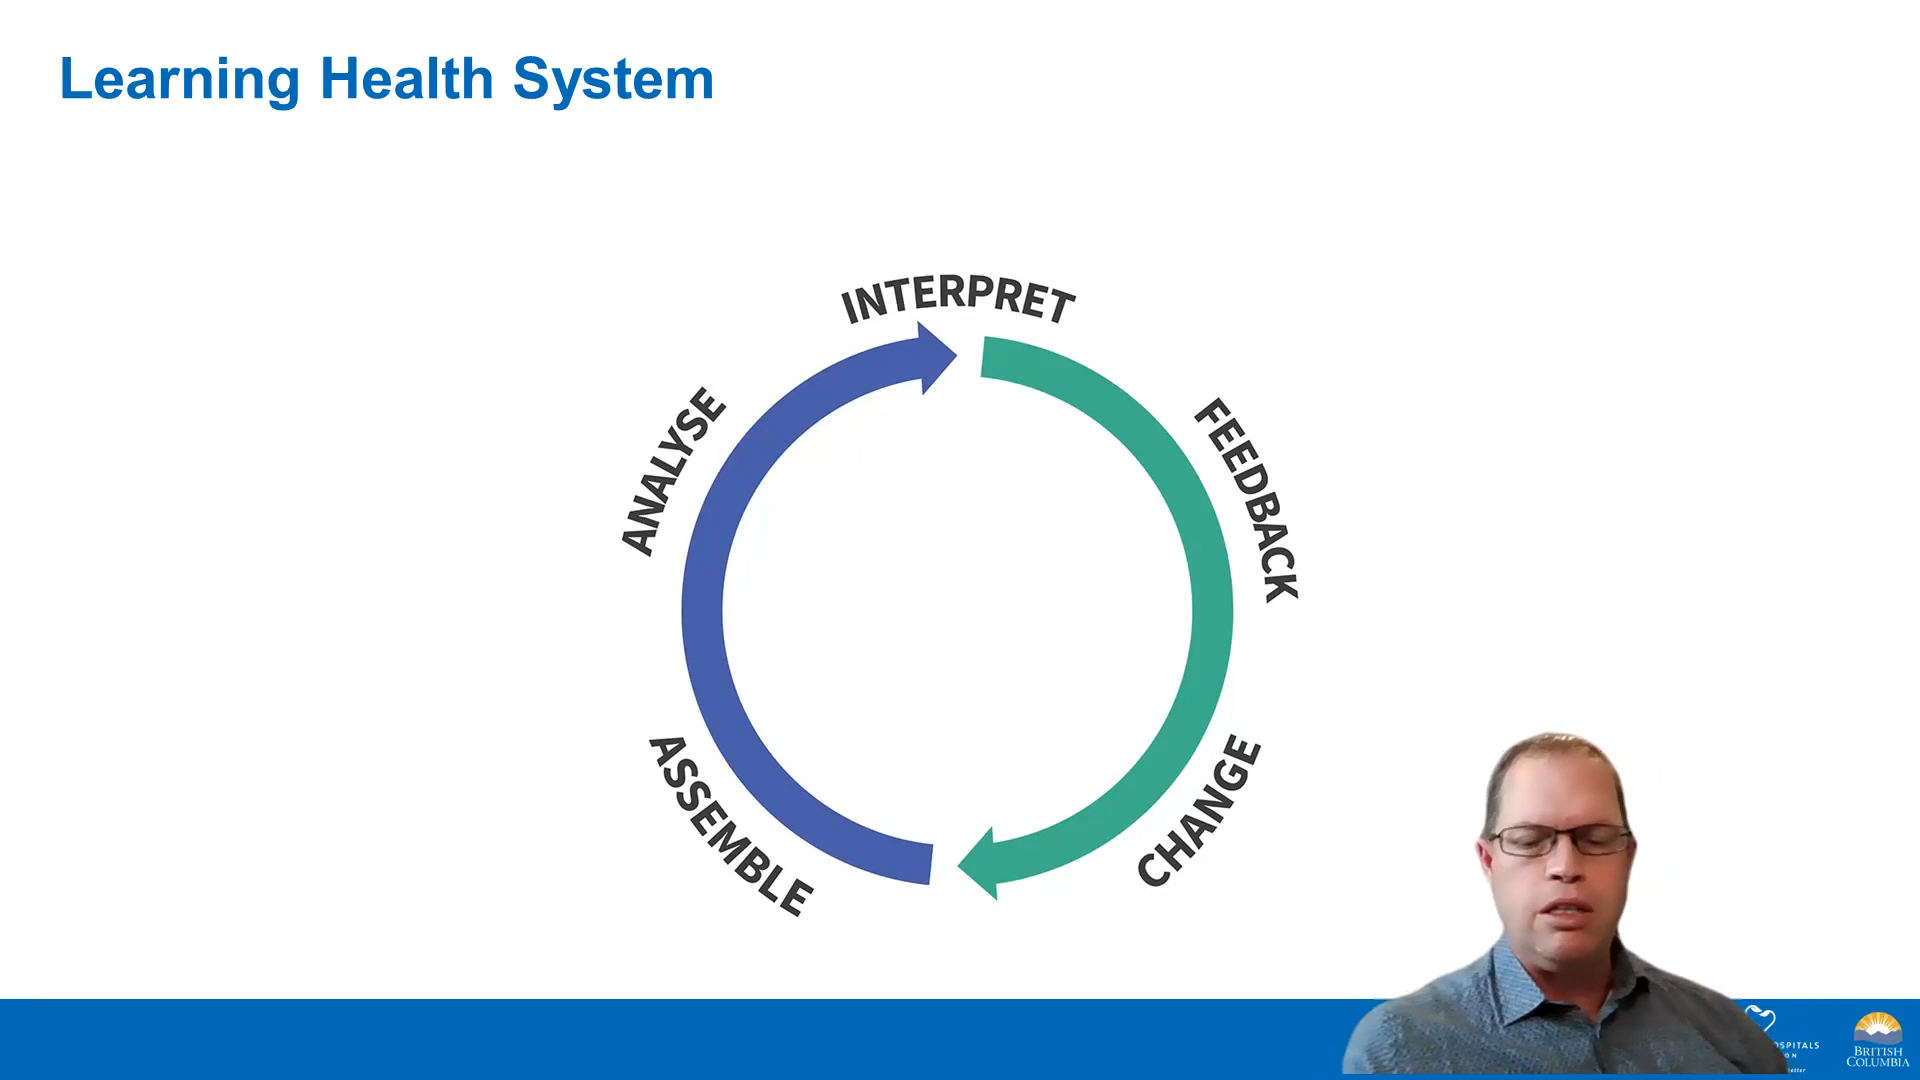 Learning Health System
INTERPRET
FEEDBACK
CHANGE
ASSEMBLE
ANALYSE
BRITISH
COLUMBIA